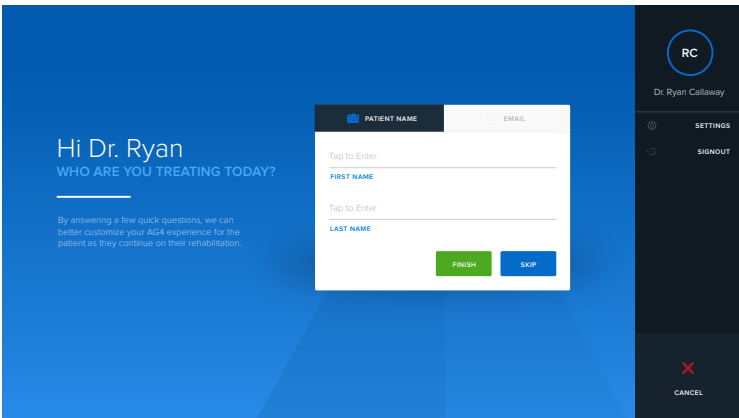 Hi Dr. Ryan
WHO ARE YOU TREATING TODAY?
By answering a few quick questions, we can
better customize your AG4 experience for the
patient as they continue on their rehabilitation.
PATIENT NAME
EMAIL
Tap to Enter
FIRST NAME
Tap to Enter
LAST NAME
FINISH
SKIP
RC
Dr. Ryan Callaway
SETTINGS
SIGNOUT
CANCEL